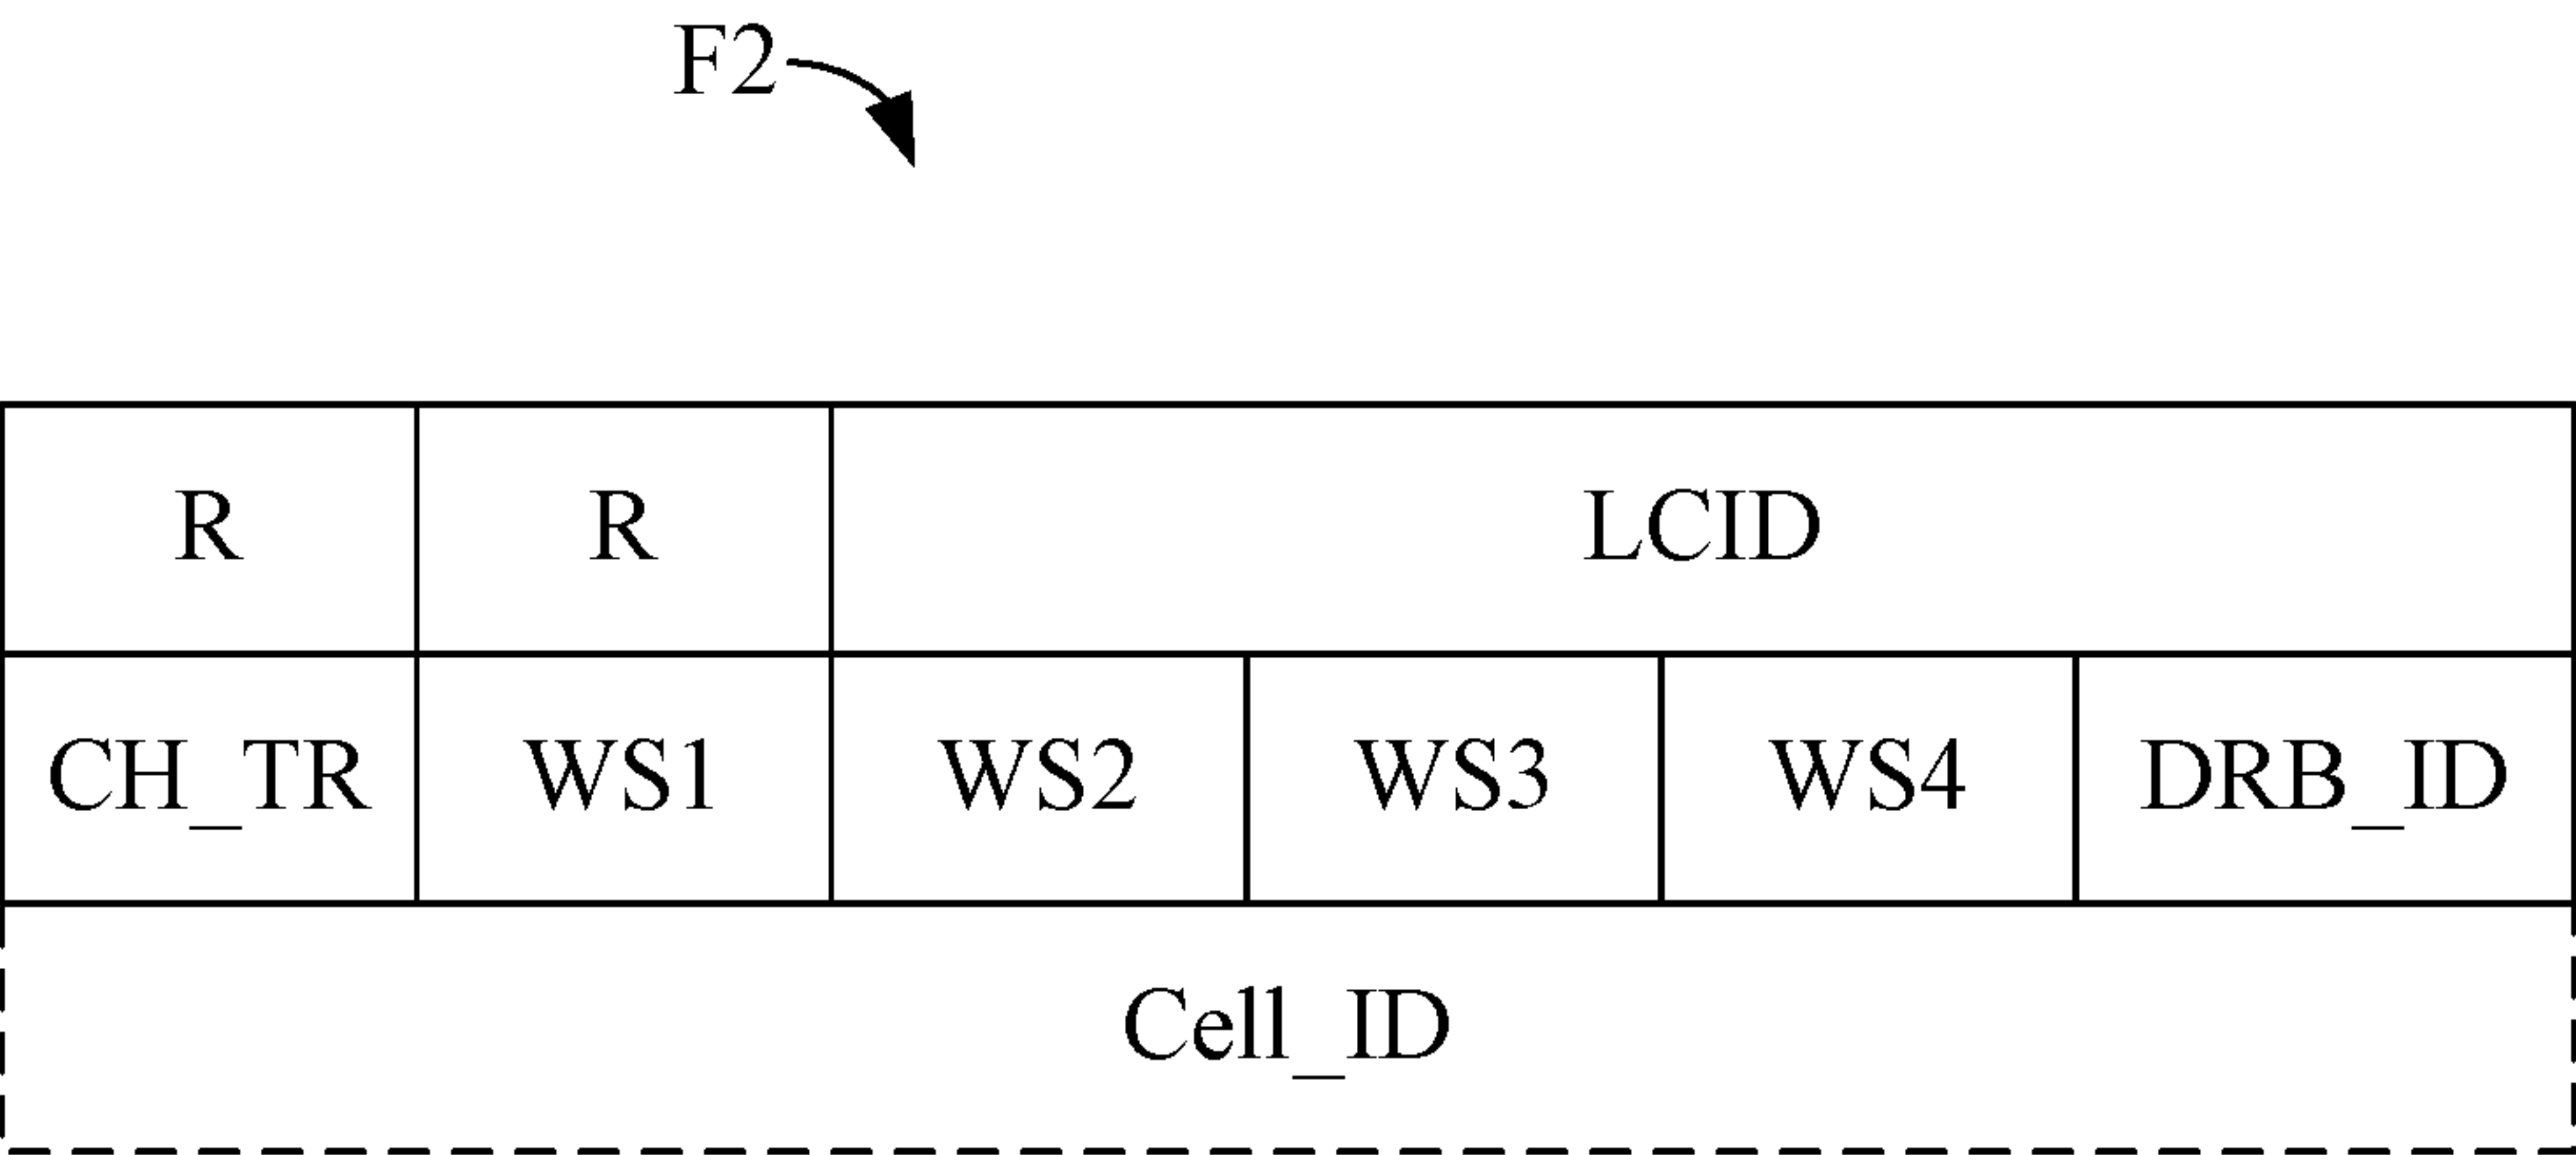 F2
R R LCID
CH_TR WS1 WS2 WS3 WS4 DRB_ID
Cell_ID